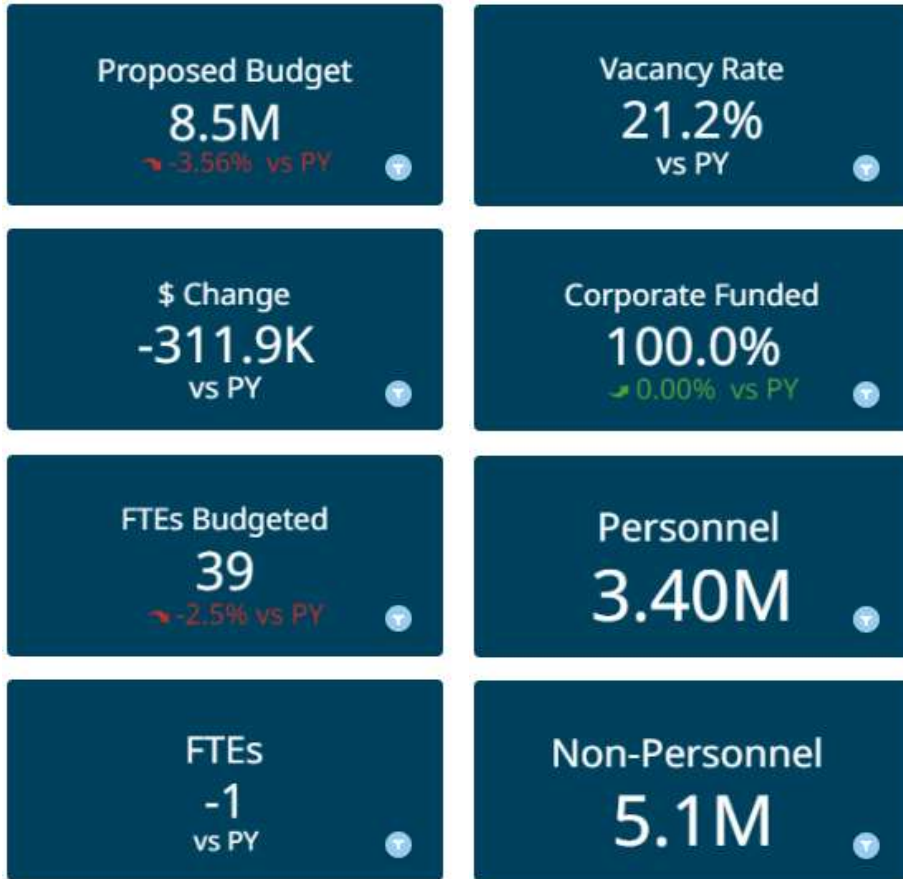 Proposed Budget
8.5M
-3.56% vs PY
Vacancy Rate
21.2%
vs PY
$ Change
-311.9K
vs PY
Corporate Funded
100.0%
0.00% vs PY
FTEs Budgeted
39
-2.5% vs PY
Personnel
3.40M
FTEs
-1
vs PY
Non-Personnel
5.1M